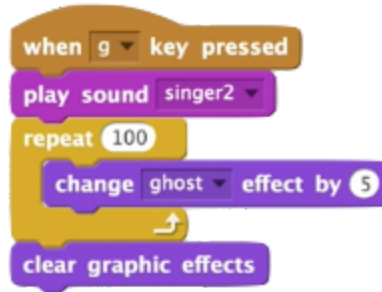 when g key pressed
play sound singer2
repeat 100
change ghost effect by 5
clear graphic effects